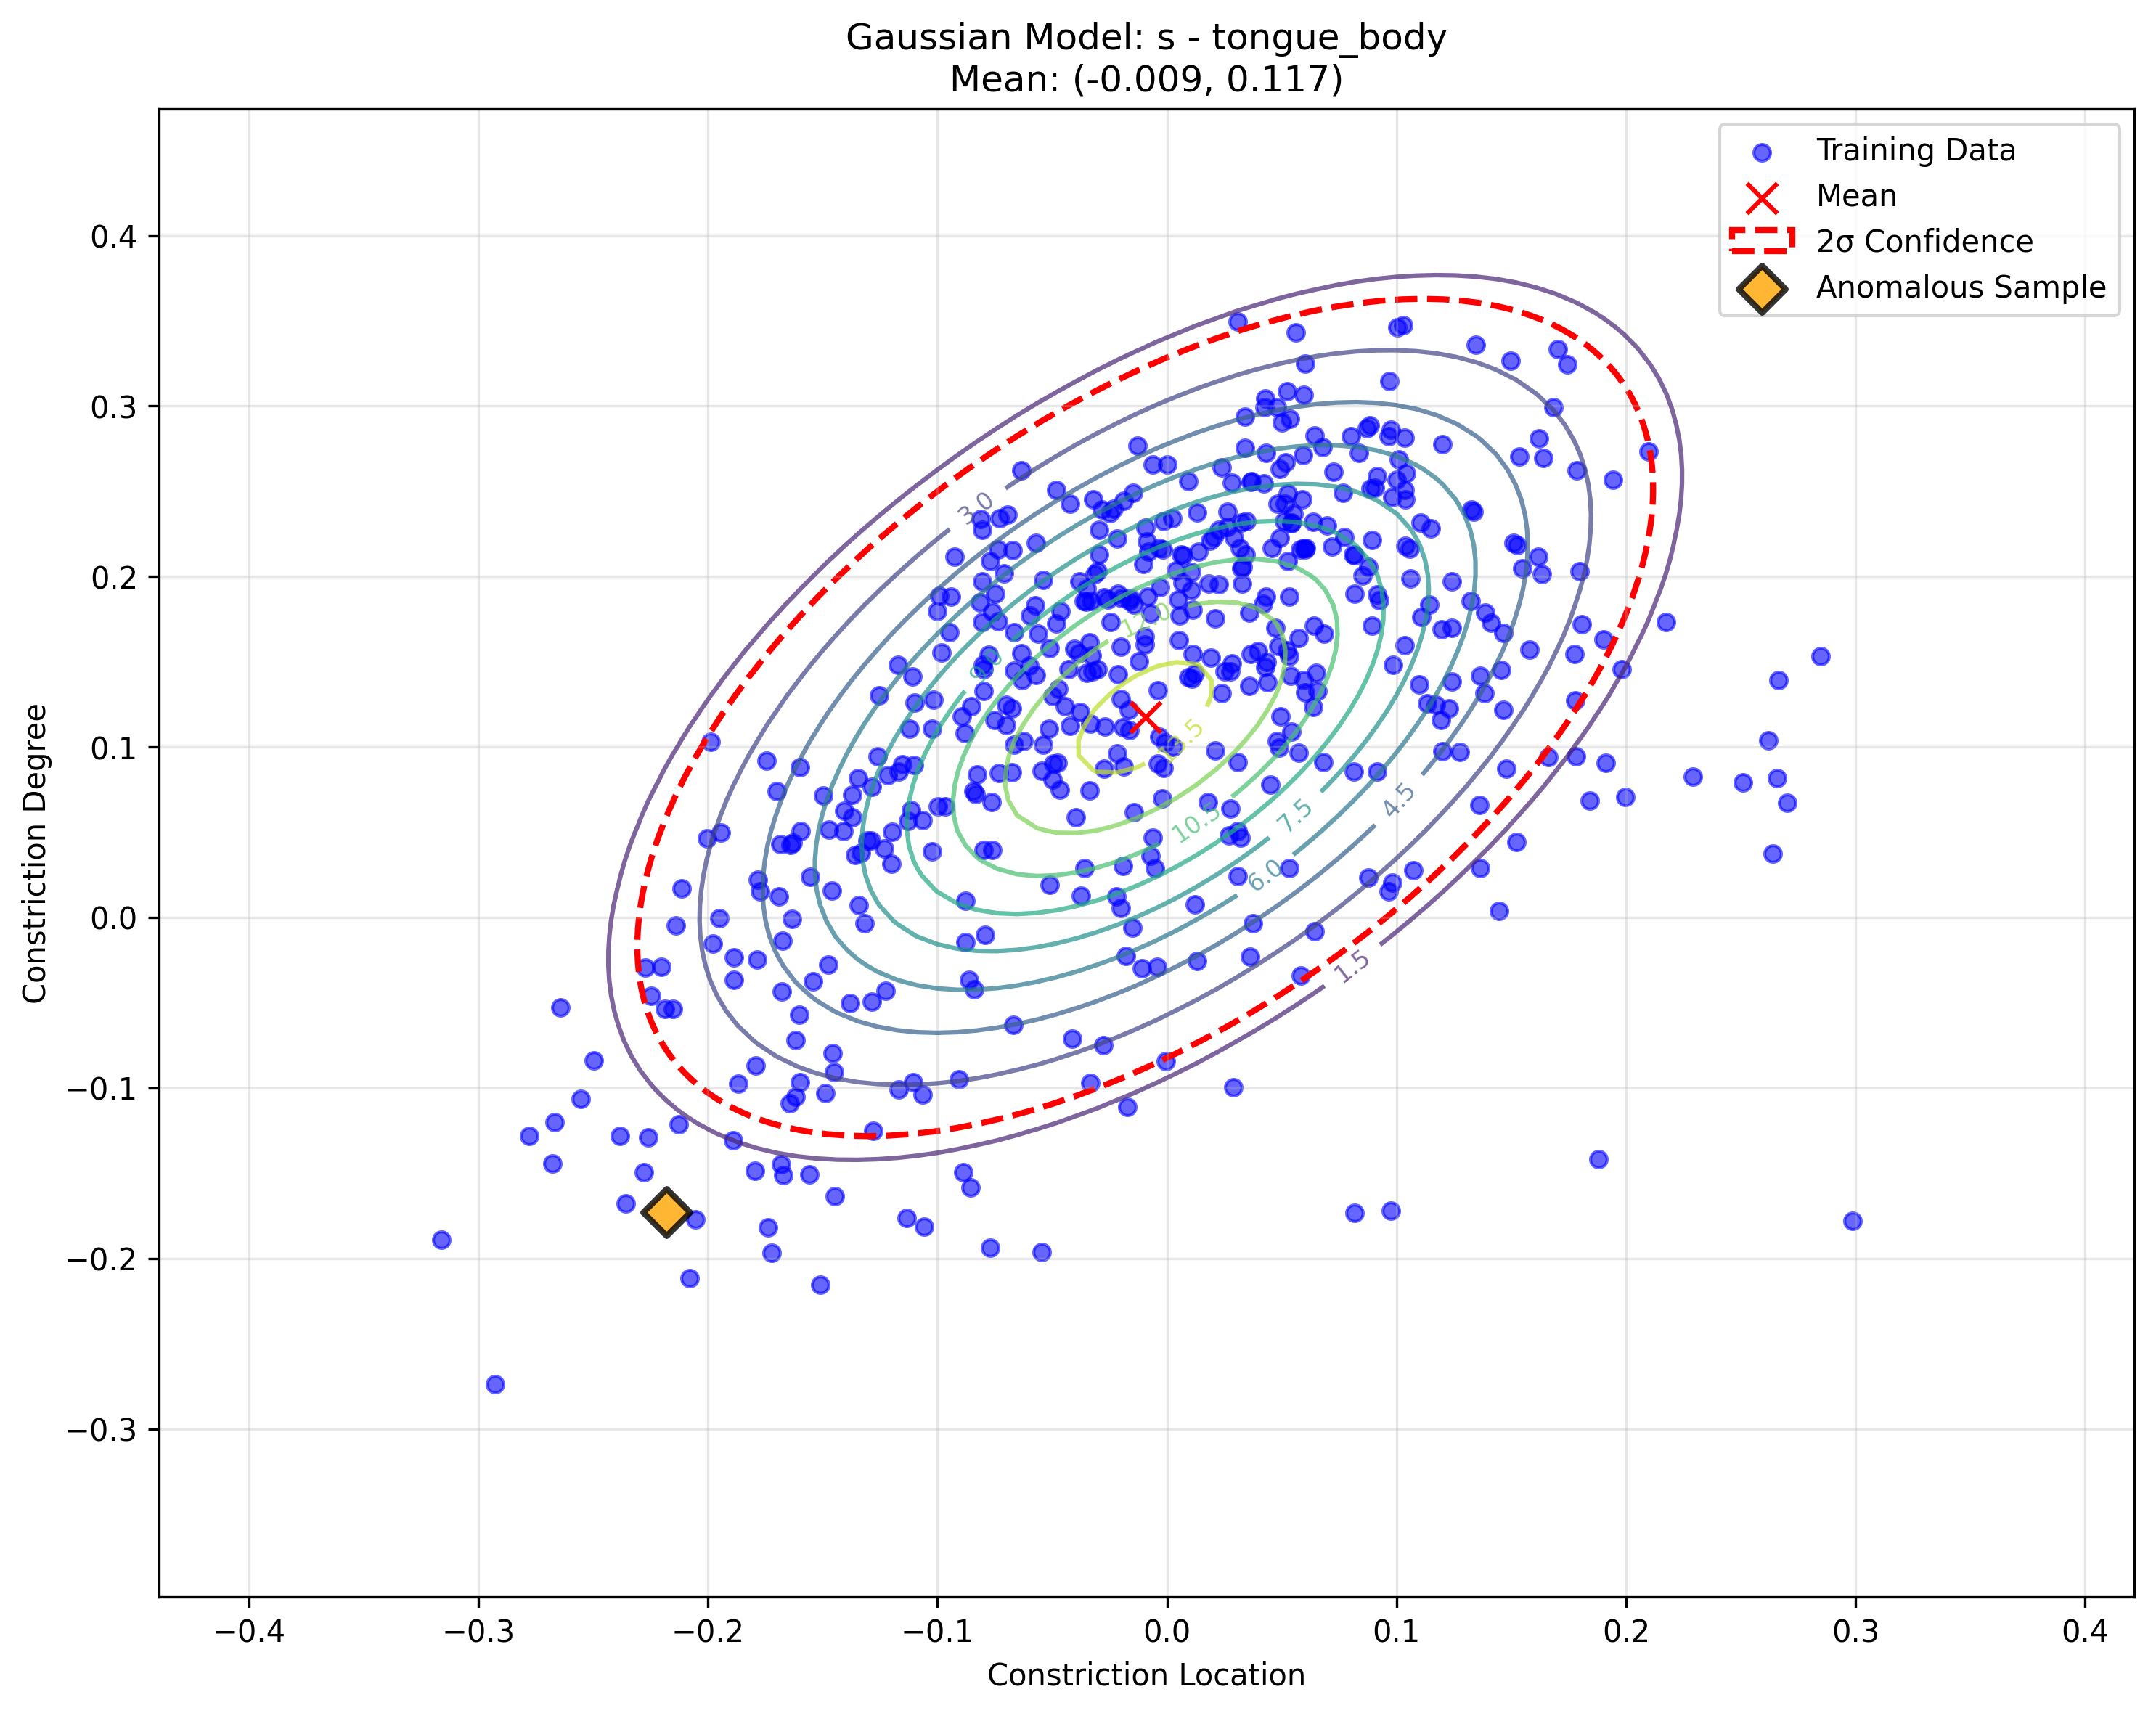 Gaussian Model: s - tongue_body
Mean: (-0.009, 0.117)
Training Data
Mean
2σ Confidence
Anomalous Sample
Constriction Degree
0.4
0.3
0.2
0.1
0.0
−0.1
−0.2
−0.3
3.0
7.5
10.5
6.0
4.5
1.5
−0.4
−0.3
−0.2
−0.1
0.0
0.1
0.2
0.3
0.4
Constriction Location